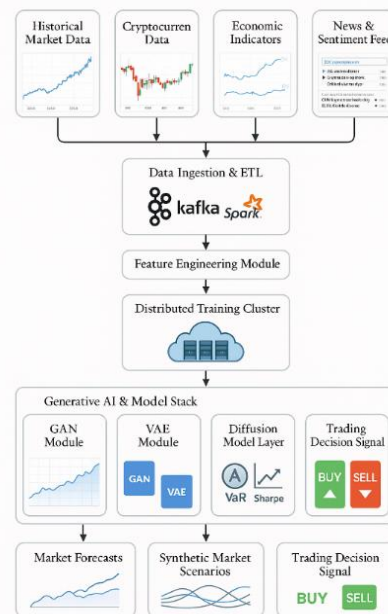 Historical
Market Data
Cryptocurren
Data
Economic
Indicators
News &
Sentiment Feed
Data Ingestion & ETL
kafka
Spark
Feature Engineering Module
Distributed Training Cluster
Generative AI & Model Stack
GAN
Module
VAE
Module
GAN
VAE
Diffusion
Model Layer
A
VaR
Sharpe
Trading
Decision Signal
BUY
SELL
Market Forecasts
Synthetic Market
Scenarios
Trading Decision
Signal
BUY
SELL